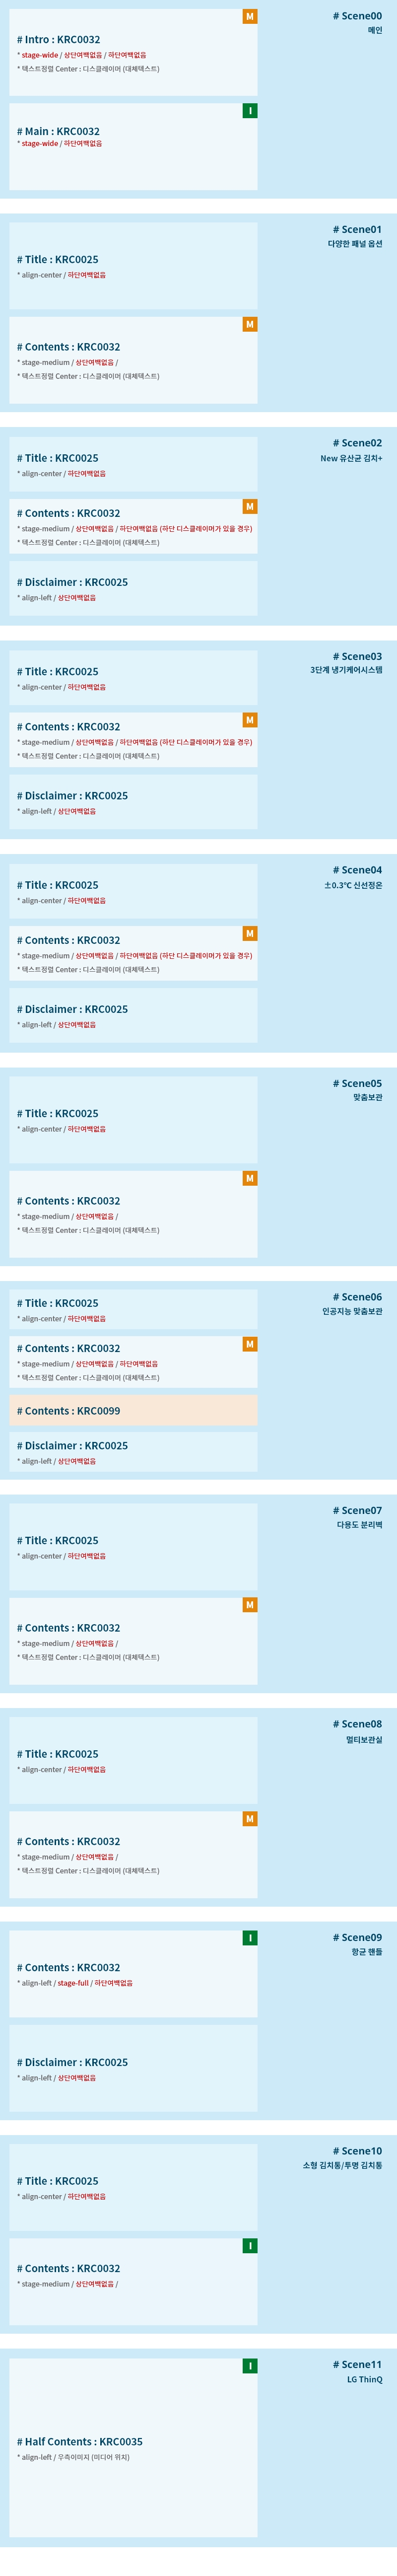 M
# Scene00
메인
# Intro : KRC0032
* stage-wide / 상단여백없음 / 하단여백없음
* 텍스트정렬 Center : 디스클레이머 (대체텍스트)
I
# Main : KRC0032
* stage-wide / 하단여백없음
# Scene01
다양한 패널 옵션
# Title : KRC0025
* align-center / 하단여백없음
M
# Contents : KRC0032
* stage-medium / 상단여백없음 /
* 텍스트정렬 Center : 디스클레이머 (대체텍스트)
# Scene02
New 유산균 김치+
# Title : KRC0025
* align-center / 하단여백없음
M
# Contents : KRC0032
* stage-medium / 상단여백없음 / 하단여백없음 (하단 디스클레이머가 있을 경우)
* 텍스트정렬 Center : 디스클레이머 (대체텍스트)
# Disclaimer : KRC0025
* align-left / 상단여백없음
# Scene03
3단계 냉기케어시스템
# Title : KRC0025
* align-center / 하단여백없음
M
# Contents : KRC0032
* stage-medium / 상단여백없음 / 하단여백없음 (하단 디스클레이머가 있을 경우)
* 텍스트정렬 Center : 디스클레이머 (대체텍스트)
# Disclaimer : KRC0025
* align-left / 상단여백없음
# Scene04
±0.3℃ 신선정온
# Title : KRC0025
* align-center / 하단여백없음
M
# Contents : KRC0032
* stage-medium / 상단여백없음 / 하단여백없음 (하단 디스클레이머가 있을 경우)
* 텍스트정렬 Center : 디스클레이머 (대체텍스트)
# Disclaimer : KRC0025
* align-left / 상단여백없음
# Scene05
맞춤보관
# Title : KRC0025
* align-center / 하단여백없음
M
# Contents : KRC0032
* stage-medium / 상단여백없음 /
* 텍스트정렬 Center : 디스클레이머 (대체텍스트)
# Scene06
인공지능 맞춤보관
# Title : KRC0025
* align-center / 하단여백없음
M
# Contents : KRC0032
* stage-medium / 상단여백없음 / 하단여백없음
* 텍스트정렬 Center : 디스클레이머 (대체텍스트)
# Contents : KRC0099
# Disclaimer : KRC0025
* align-left / 상단여백없음
# Scene07
다용도 분리벽
# Title : KRC0025
* align-center / 하단여백없음
M
# Contents : KRC0032
* stage-medium / 상단여백없음 /
* 텍스트정렬 Center : 디스클레이머 (대체텍스트)
# Scene08
멀티보관실
# Title : KRC0025
* align-center / 하단여백없음
M
# Contents : KRC0032
* stage-medium / 상단여백없음 /
* 텍스트정렬 Center : 디스클레이머 (대체텍스트)
I
# Scene09
항균 핸들
# Contents : KRC0032
* align-left / stage-full / 하단여백없음
# Disclaimer : KRC0025
* align-left / 상단여백없음
# Scene10
소형 김치통/투명 김치통
# Title : KRC0025
* align-center / 하단여백없음
I
# Contents : KRC0032
* stage-medium / 상단여백없음 /
I
# Scene11
LG ThinQ
# Half Contents : KRC0035
* align-left / 우측이미지 (미디어 위치)